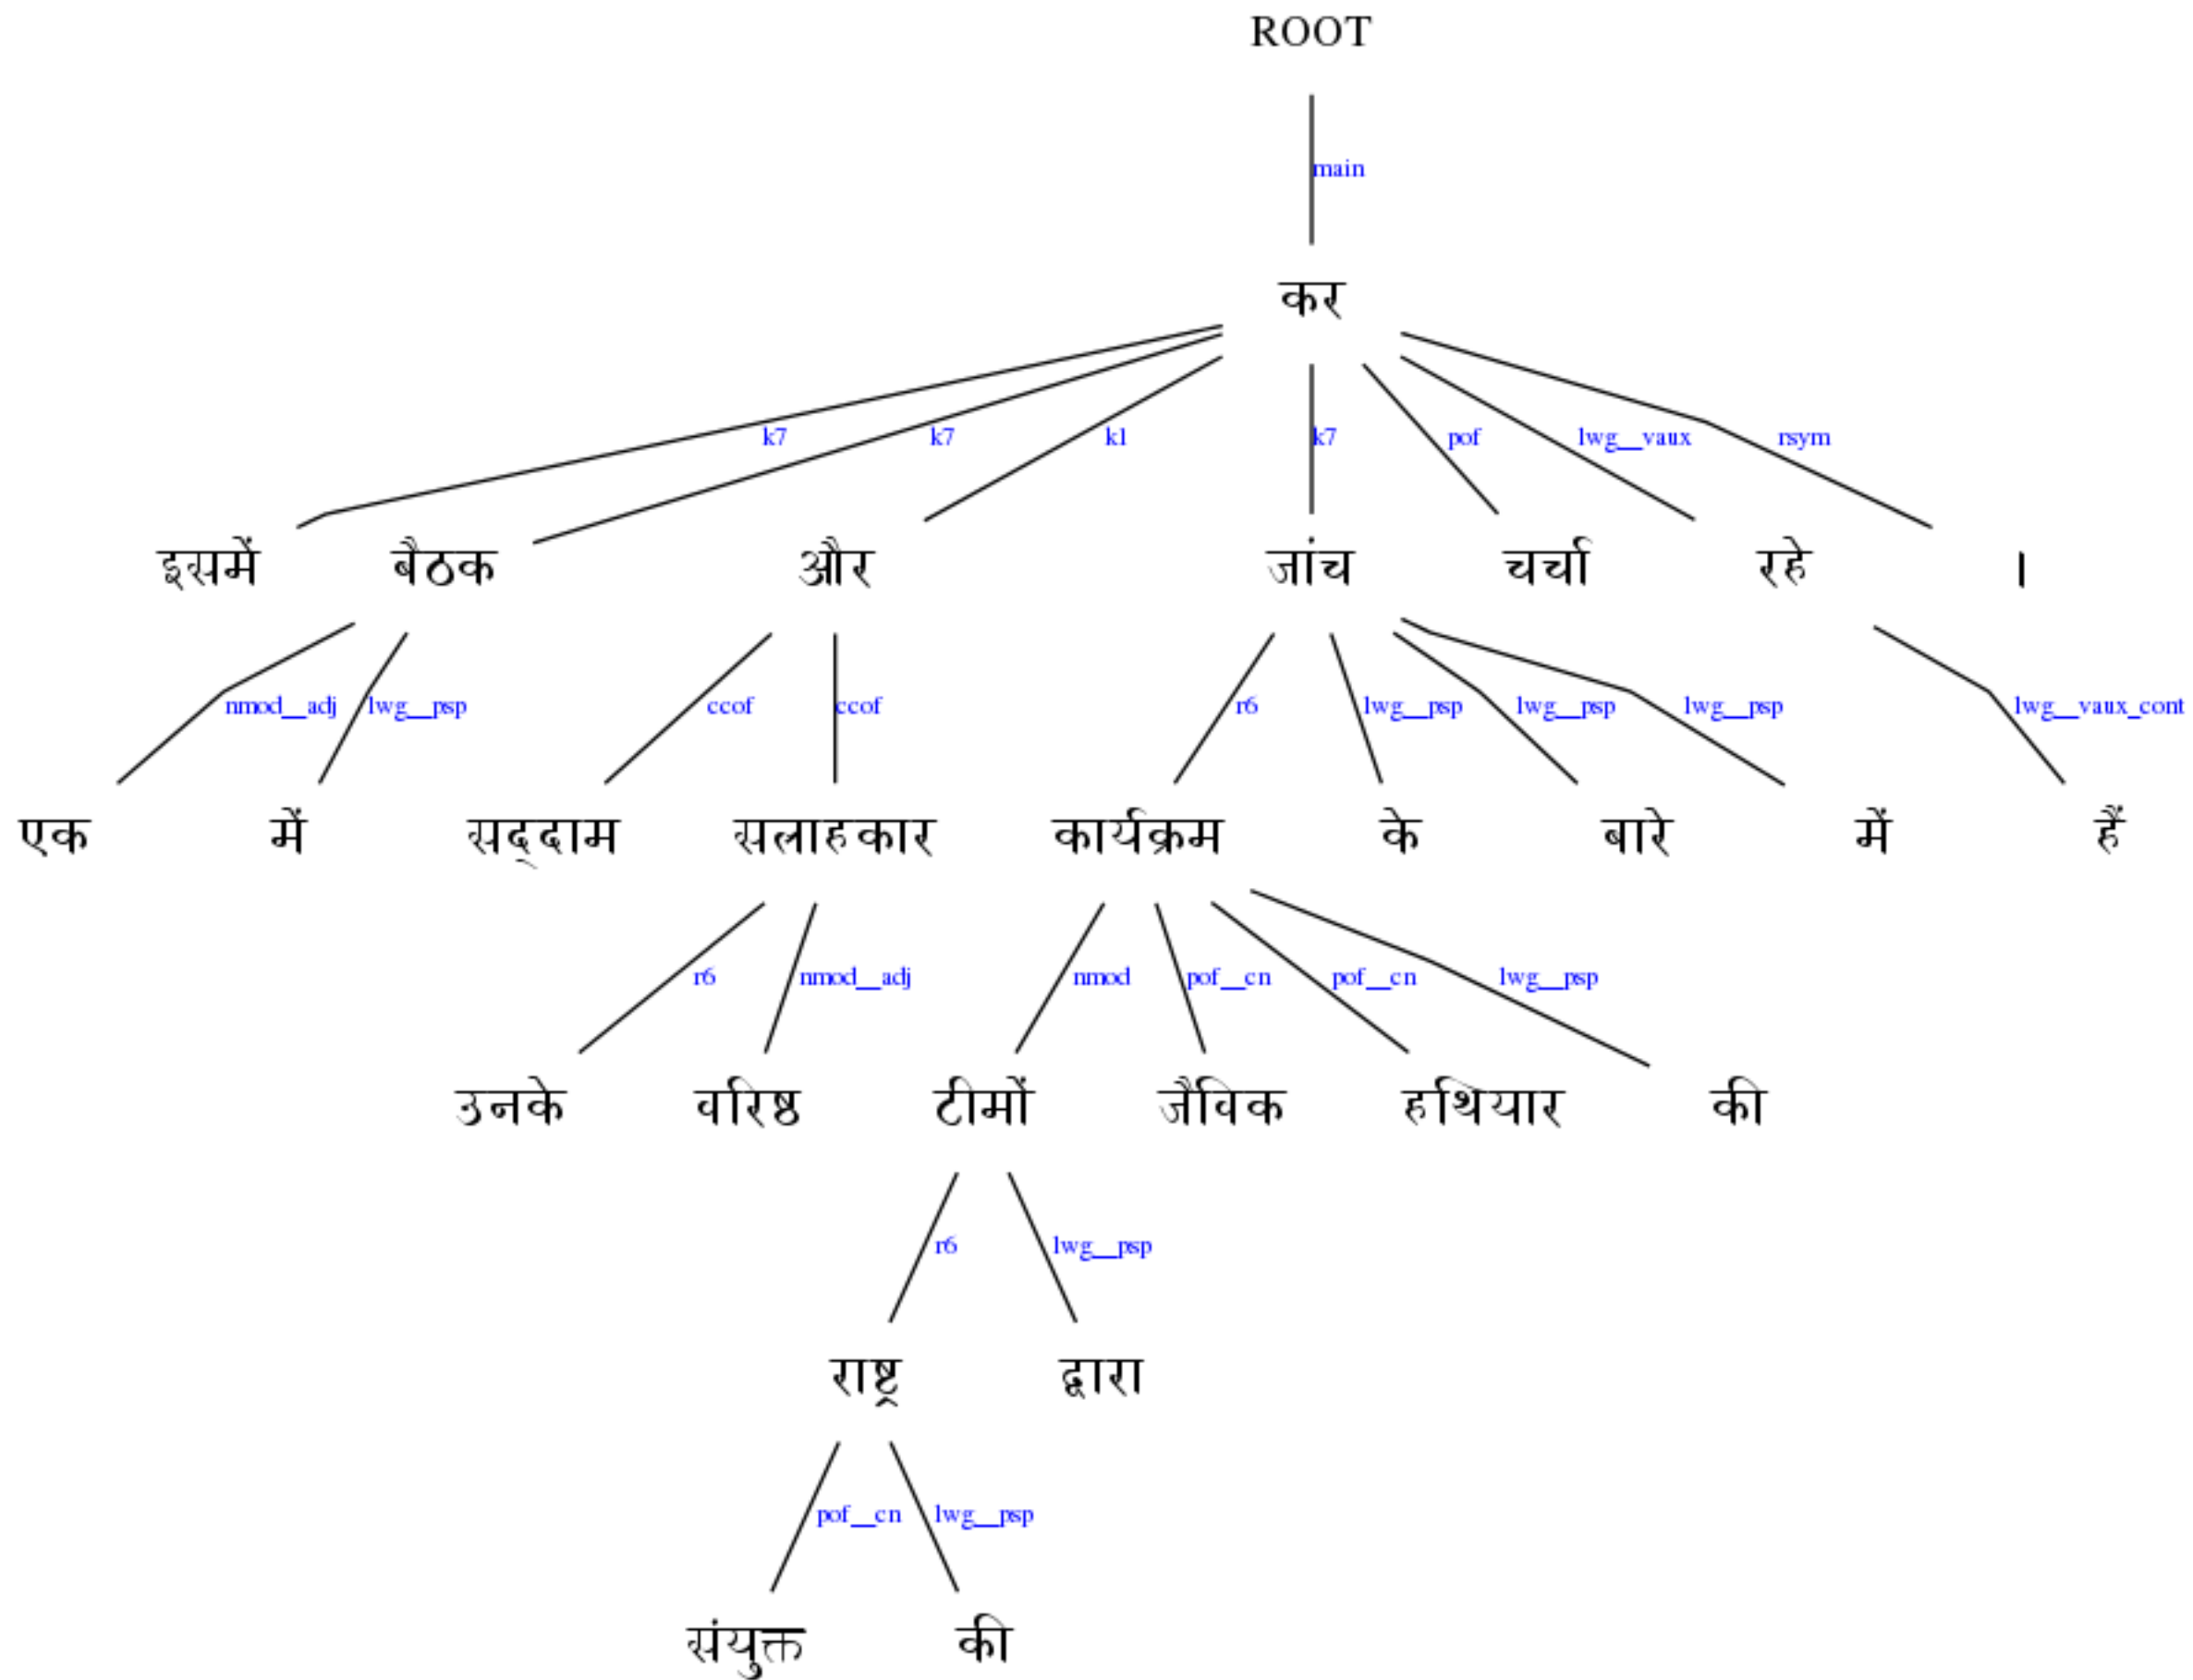 ROOT
main
कर
k7 k7 k1 k7 pof lwg__vaux rsym
इसमें बैठक और जांच चर्चा रहे ।
nmod__adj lwg__psp ccof ccof r6 lwg__psp lwg__psp lwg__psp lwg__vaux_cont
एक में सद्दाम सलाहकार कार्यक्रम के बारे में हैं
r6 nmod__adj nmod pof__cn pof__cn lwg__psp
उनके वरिष्ठ टीमों जैविक हथियार की
r6 lwg__psp
राष्ट्र द्वारा
pof__cn lwg__psp
संयुक्त की